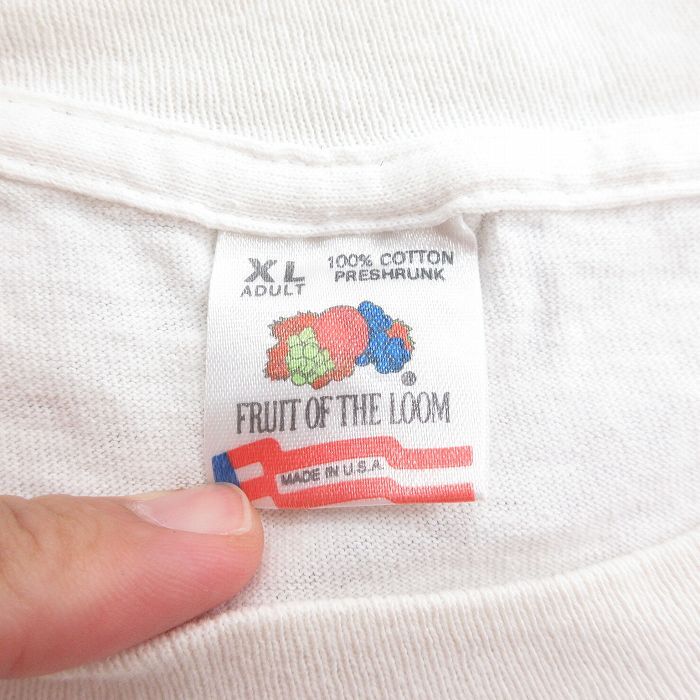 XL
ADULT
100% COTTON
PRESHRUNK
®
FRUIT OF THE LOOM
MADE IN U.S.A.